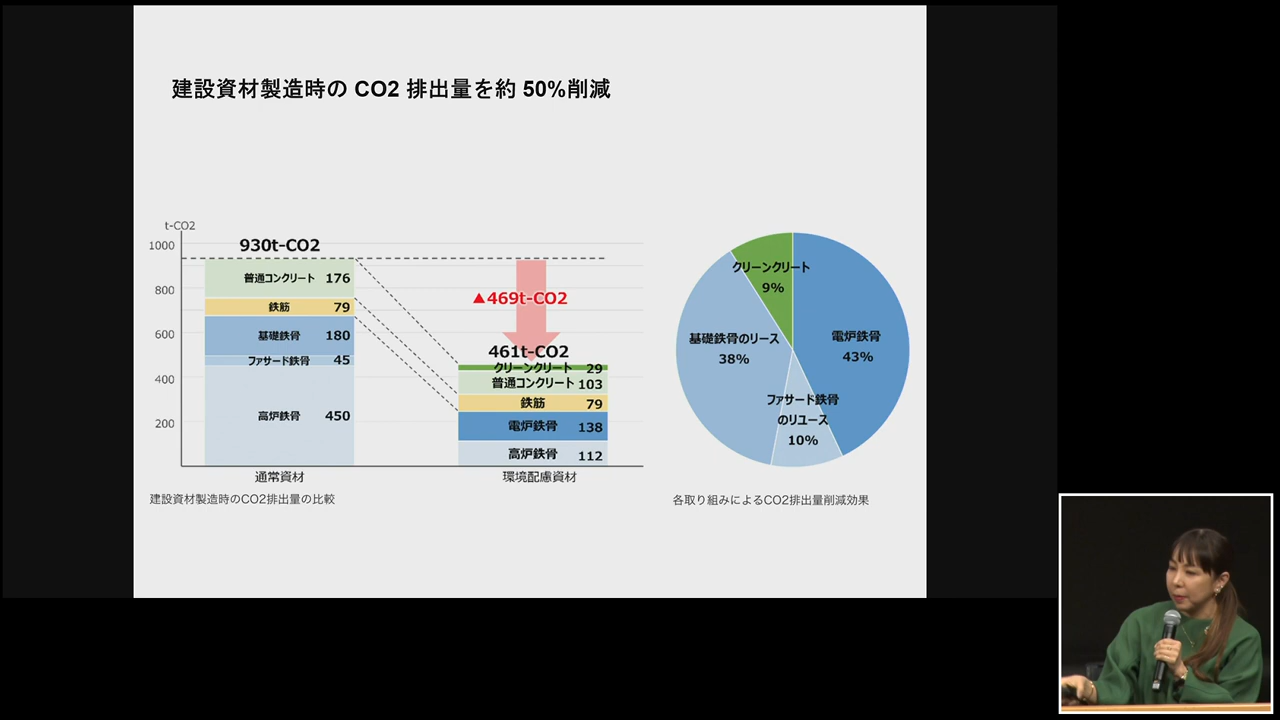 建設資材製造時の CO2 排出量を約 50%削減
t-CO2
1000
800
600
400
200
930t-CO2
普通コンクリート 176
鉄筋 79
基礎鉄骨 180
ファサード鉄骨 45
高炉鉄骨 450
通常資材
▲469t-CO2
461t-CO2
クリーンクリート 29
普通コンクリート 103
鉄筋 79
電炉鉄骨 138
高炉鉄骨 112
環境配慮資材
建設資材製造時のCO2排出量の比較
クリーンクリート
9%
電炉鉄骨
43%
基礎鉄骨のリース
38%
ファサード鉄骨
のリユース
10%
各取り組みによるCO2排出量削減効果